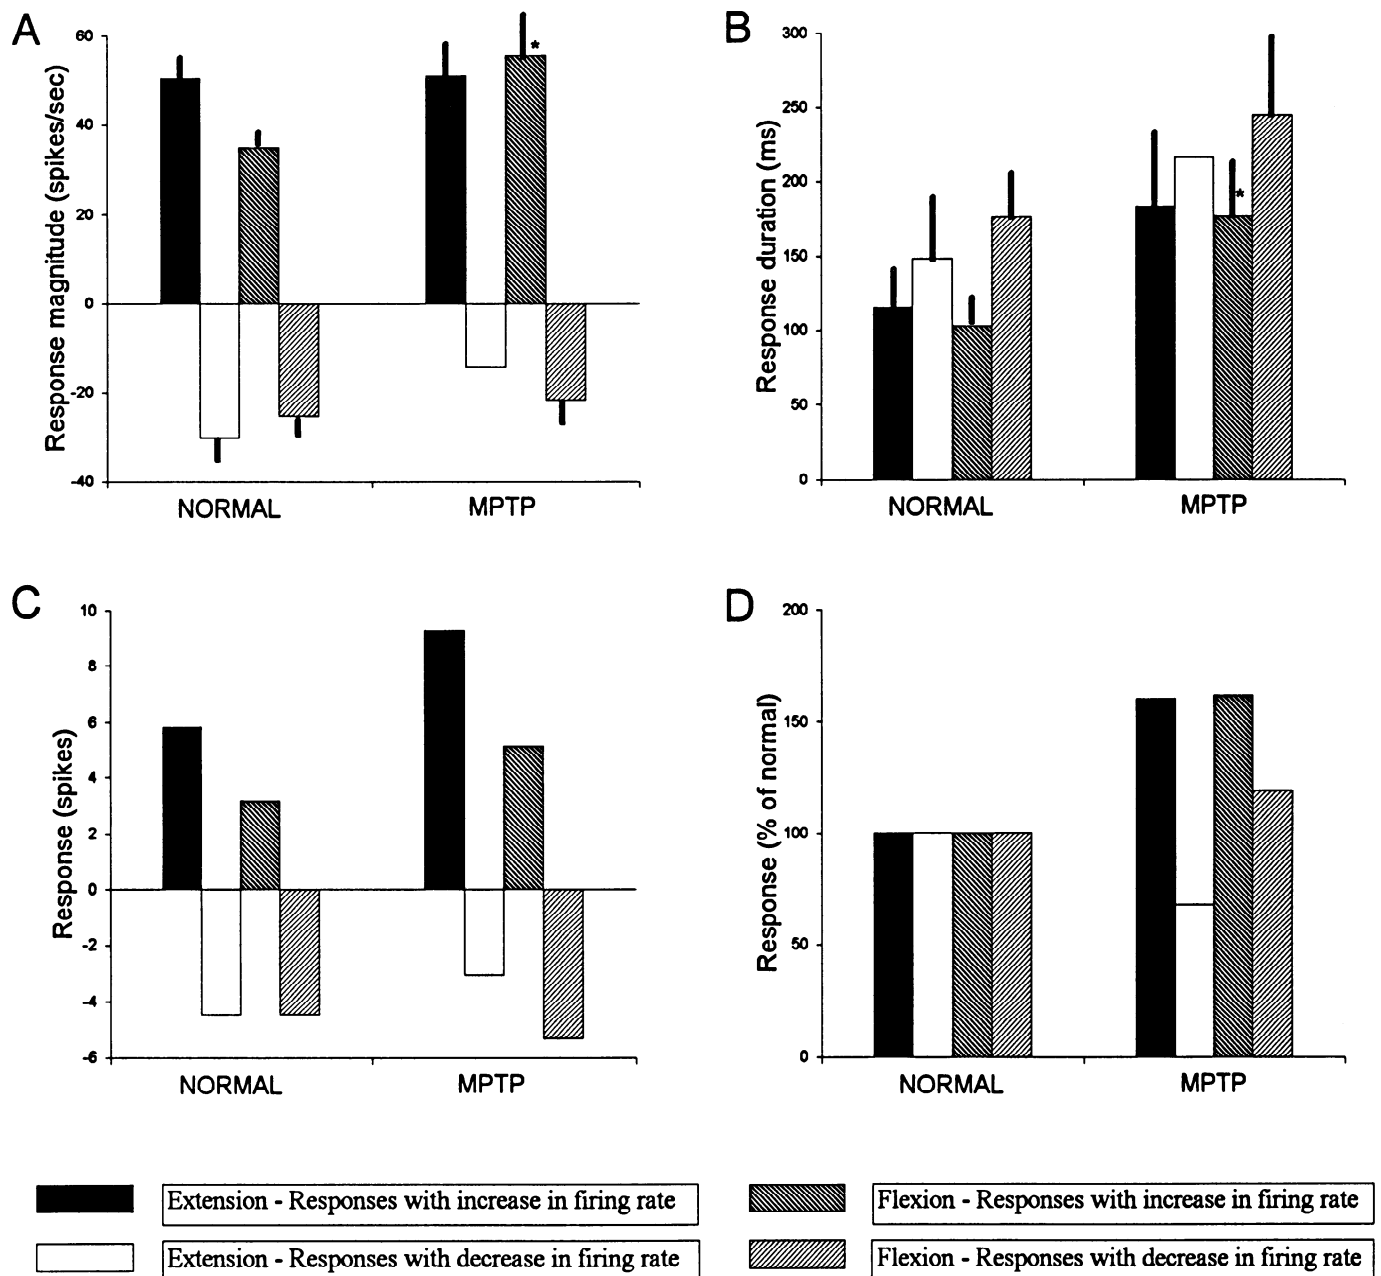 A
Response magnitude (spikes/sec)
60
40
20
0
-20
-40
*
NORMAL
MPTP
B
Response duration (ms)
300
250
200
150
100
50
0
*
NORMAL
MPTP
C
Response (spikes)
10
8
6
4
2
0
-2
-4
-6
NORMAL
MPTP
D
Response (% of normal)
200
150
100
50
0
NORMAL
MPTP
Extension - Responses with increase in firing rate
Flexion - Responses with increase in firing rate
Extension - Responses with decrease in firing rate
Flexion - Responses with decrease in firing rate